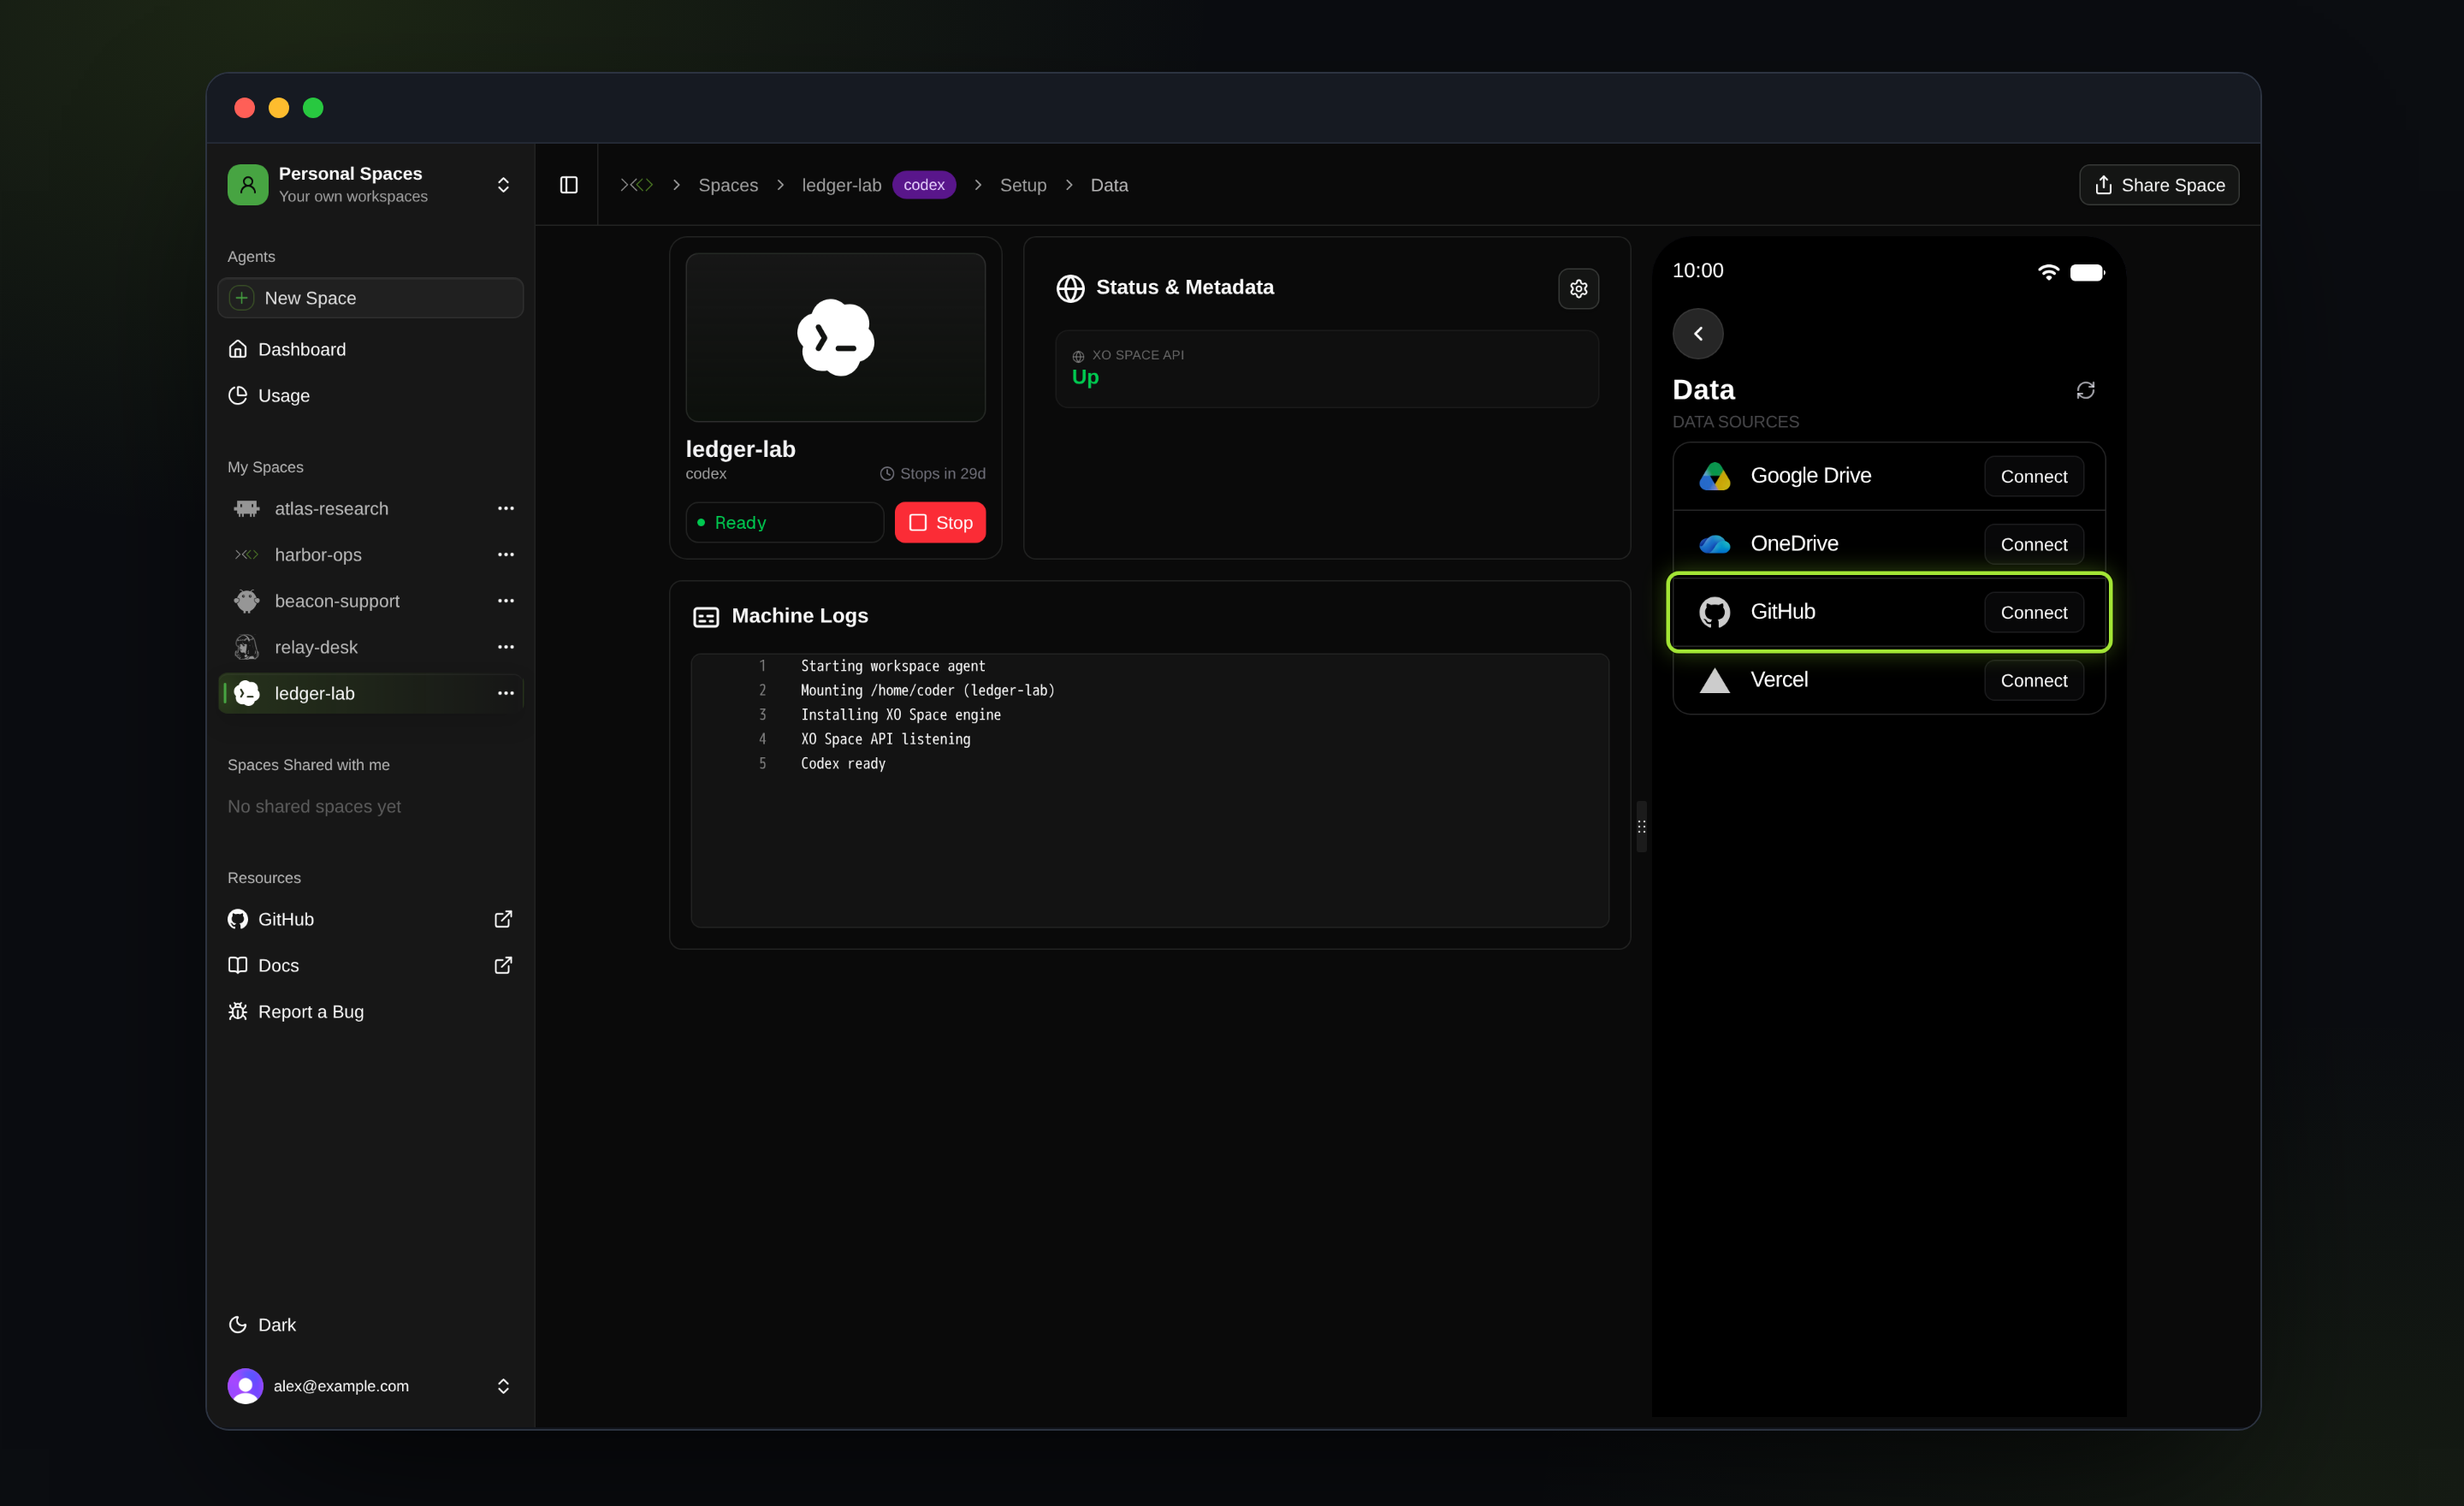 Personal Spaces
Your own workspaces
Agents
New Space
Dashboard
Usage
My Spaces
atlas-research
harbor-ops
beacon-support
relay-desk
ledger-lab
Spaces Shared with me
No shared spaces yet
Resources
GitHub
Docs
Report a Bug
Dark
alex@example.com
Spaces
ledger-lab codex
Setup
Data
Share Space
ledger-lab
codex
Stops in 29d
Ready
Stop
Status & Metadata
XO SPACE API
Up
Machine Logs
1 Starting workspace agent
2 Mounting /home/coder (ledger-lab)
3 Installing XO Space engine
4 XO Space API listening
5 Codex ready
10:00
Data
DATA SOURCES
Google Drive Connect
OneDrive Connect
GitHub Connect
Vercel Connect